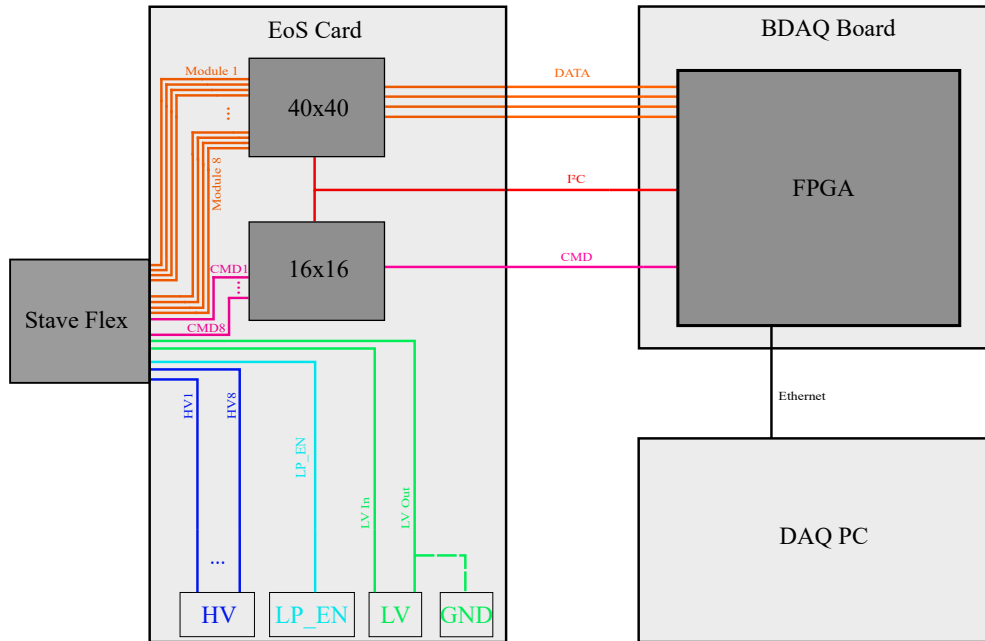 EoS Card
BDAQ Board
Module 1
...
40x40
DATA
Module 8
I²C
FPGA
CMD1
...
16x16
CMD
Stave Flex
CMD8
HV1
HV8
LP_EN
LV In
LV Out
Ethernet
DAQ PC
...
HV
LP_EN
LV
GND